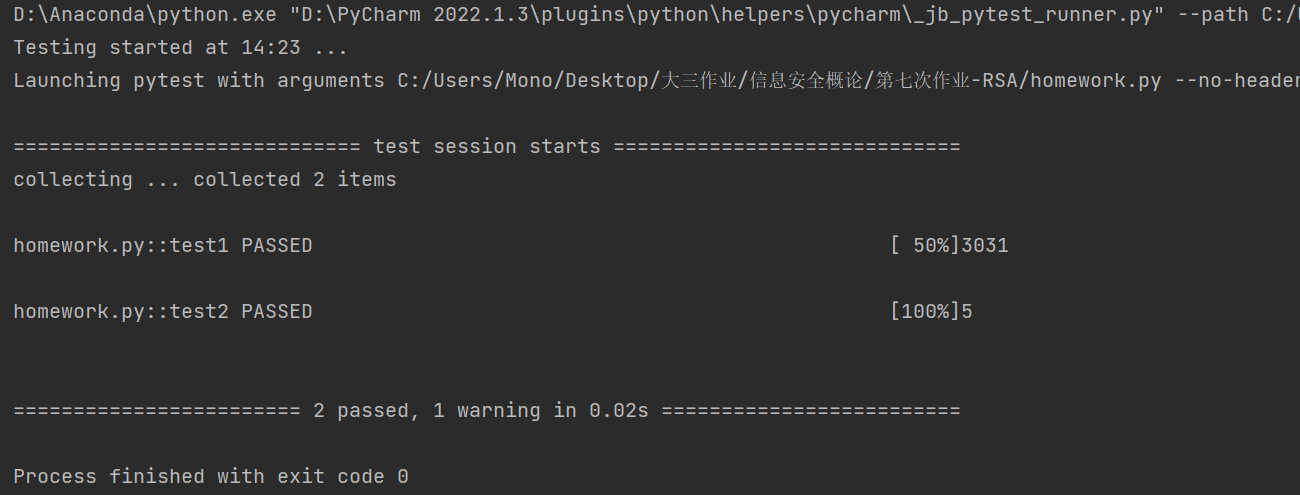 D:\Anaconda\python.exe "D:\PyCharm 2022.1.3\plugins\python\helpers\pycharm\_jb_pytest_runner.py" --path C:/
Testing started at 14:23 ...
Launching pytest with arguments C:/Users/Mono/Desktop/大三作业/信息安全概论/第七次作业-RSA/homework.py --no-header
============================= test session starts =============================
collecting ... collected 2 items
homework.py::test1 PASSED                                                [ 50%]3031
homework.py::test2 PASSED                                                [100%]5
======================== 2 passed, 1 warning in 0.02s =========================
Process finished with exit code 0